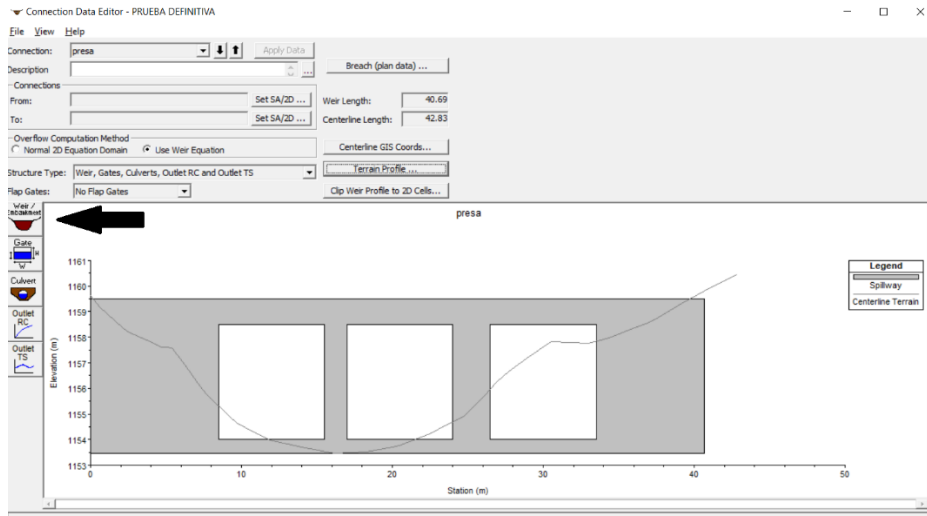 Connection Data Editor - PRUEBA DEFINITIVA
File View Help
Connection: presa Apply Data
Description ... Breach (plan data) ...
Connections
From: Set SA/2D ... Weir Length: 40.69
To: Set SA/2D ... Centerline Length: 42.83
Overflow Computation Method
Normal 2D Equation Domain Use Weir Equation Centerline GIS Coords...
Structure Type: Weir, Gates, Culverts, Outlet RC and Outlet TS Terrain Profile ...
Flap Gates: No Flap Gates Clip Weir Profile to 2D Cells...
Weir /
Embankment
presa
Gate
H
W
Culvert
Outlet
RC
Outlet
TS
1161
1160
1159
1158
1157
1156
1155
1154
1153
Elevation (m)
0 10 20 30 40 50
Station (m)
Legend
Spillway
Centerline Terrain